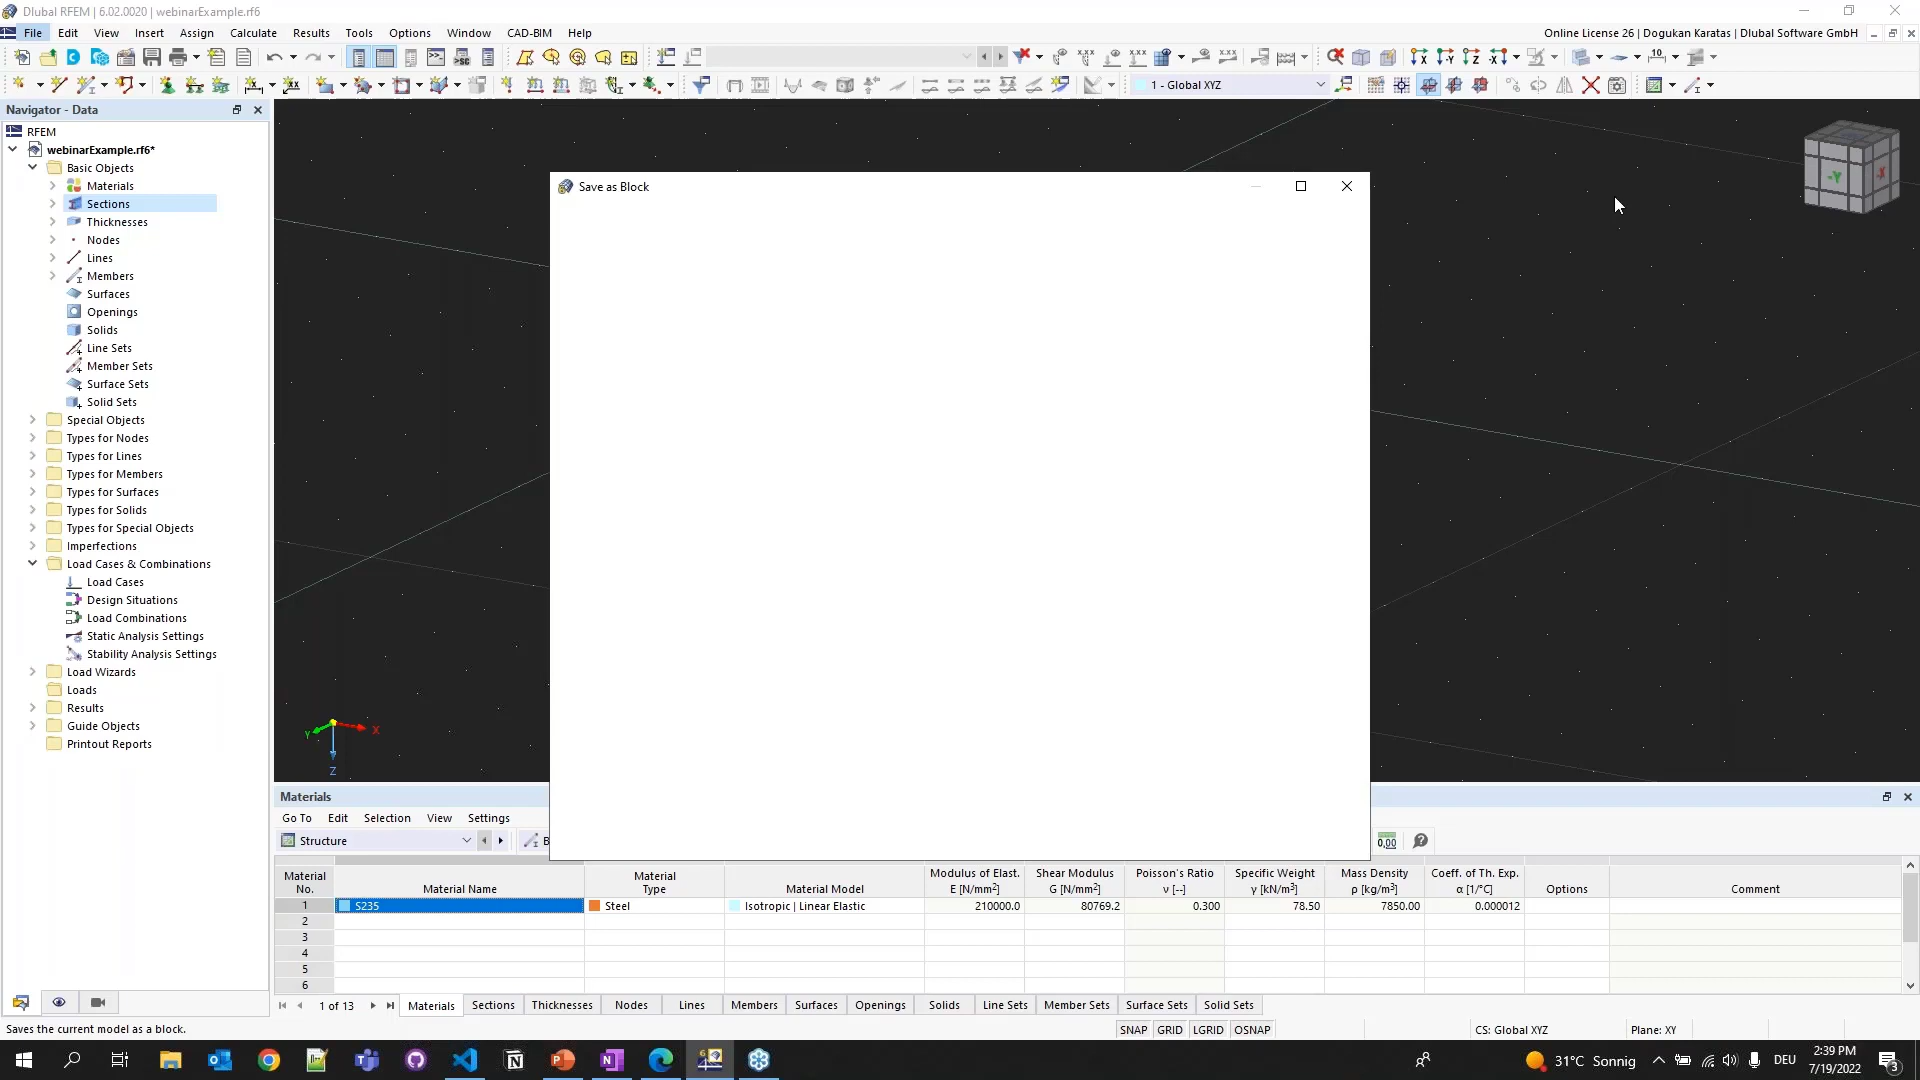 Dlubal RFEM | 6.02.0020 | webinarExample.rf6
File Edit View Insert Assign Calculate Results Tools Options Window CAD-BIM Help
Online License 26 | Dogukan Karatas | Dlubal Software GmbH
1 - Global XYZ
Navigator - Data
RFEM
webinarExample.rf6*
Basic Objects
Materials
Sections
Thicknesses
Nodes
Lines
Members
Surfaces
Openings
Solids
Line Sets
Member Sets
Surface Sets
Solid Sets
Special Objects
Types for Nodes
Types for Lines
Types for Members
Types for Surfaces
Types for Solids
Types for Special Objects
Imperfections
Load Cases & Combinations
Load Cases
Design Situations
Load Combinations
Static Analysis Settings
Stability Analysis Settings
Load Wizards
Loads
Results
Guide Objects
Printout Reports
Save as Block
-Y
-X
X
Y
Z
Materials
Go To Edit Selection View Settings
Structure
B
0,00
Material No. Material Name Material Type Material Model Modulus of Elast. E [N/mm²] Shear Modulus G [N/mm²] Poisson's Ratio ν [--] Specific Weight γ [kN/m³] Mass Density ρ [kg/m³] Coeff. of Th. Exp. α [1/°C] Options Comment
1 S235 Steel Isotropic | Linear Elastic 210000.0 80769.2 0.300 78.50 7850.00 0.000012
2
3
4
5
6
1 of 13 Materials Sections Thicknesses Nodes Lines Members Surfaces Openings Solids Line Sets Member Sets Surface Sets Solid Sets
Saves the current model as a block.
SNAP GRID LGRID OSNAP
CS: Global XYZ
Plane: XY
31°C Sonnig
DEU
2:39 PM
7/19/2022
3